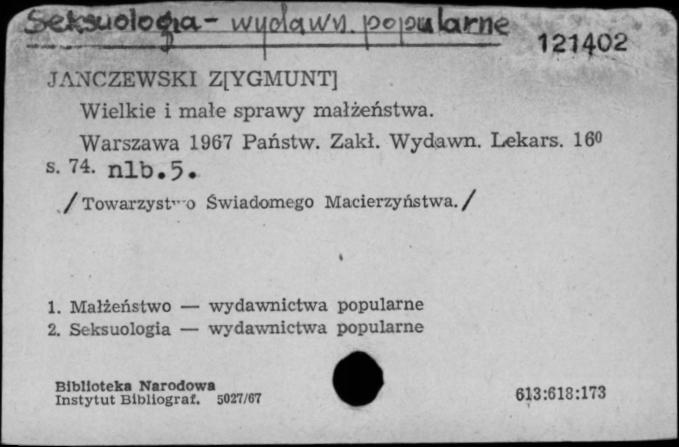 Seksuologia - wydawn. popularne
121402
JANCZEWSKI Z[YGMUNT]
Wielkie i małe sprawy małżeństwa.
Warszawa 1967 Państw. Zakł. Wydawn. Lekars. 16⁰
s. 74. nlb.5.
/Towarzystwo Świadomego Macierzyństwa./
1. Małżeństwo — wydawnictwa popularne
2. Seksuologia — wydawnictwa popularne
Biblioteka Narodowa
Instytut Bibliograf. 5027/67
613:618:173